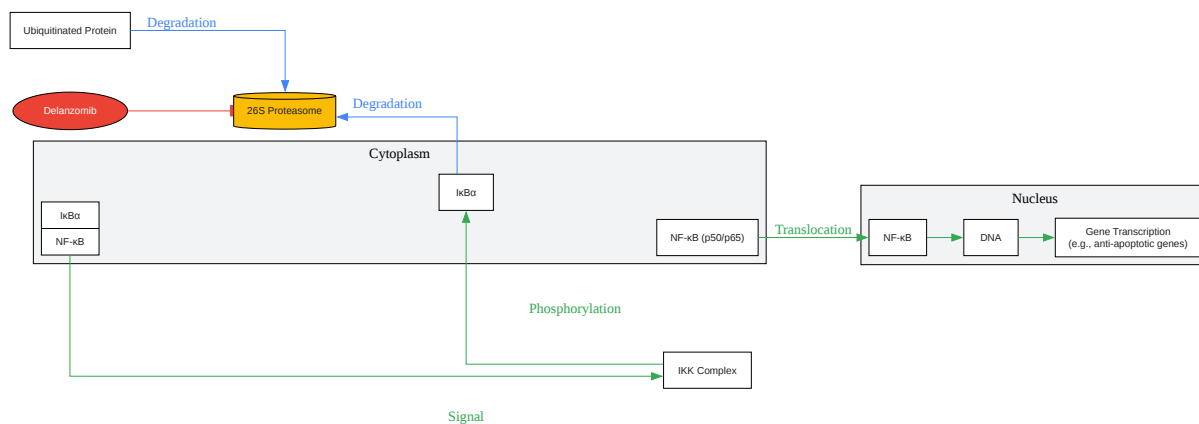 Ubiquitinated Protein
Degradation
Delanzomib
26S Proteasome
Degradation
Cytoplasm
IκBα
IκBα
NF-κB
NF-κB (p50/p65)
Translocation
Nucleus
NF-κB
DNA
Gene Transcription
(e.g., anti-apoptotic genes)
Phosphorylation
IKK Complex
Signal